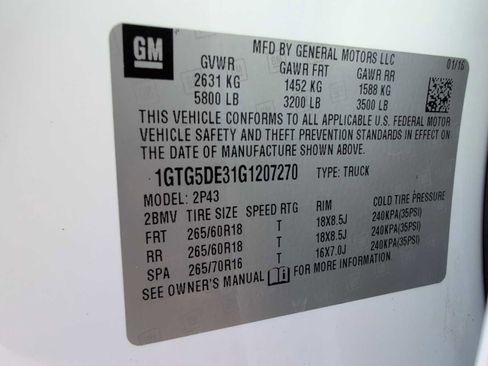 GM
MFD BY GENERAL MOTORS LLC
01/15
GVWR GAWR FRT GAWR RR
2631 KG 1452 KG 1588 KG
5800 LB 3200 LB 3500 LB
THIS VEHICLE CONFORMS TO ALL APPLICABLE U.S. FEDERAL MOTOR
VEHICLE SAFETY AND THEFT PREVENTION STANDARDS IN EFFECT ON
THE DATE OF MANUFACTURE SHOWN ABOVE.
1GTG5DE31G1207270 TYPE: TRUCK
MODEL: 2P43
2BMV TIRE SIZE SPEED RTG RIM COLD TIRE PRESSURE
FRT 265/60R18 T 18X8.5J 240KPA(35PSI)
RR 265/60R18 T 18X8.5J 240KPA(35PSI)
SPA 265/70R16 T 16X7.0J 240KPA(35PSI)
SEE OWNER'S MANUAL FOR MORE INFORMATION.